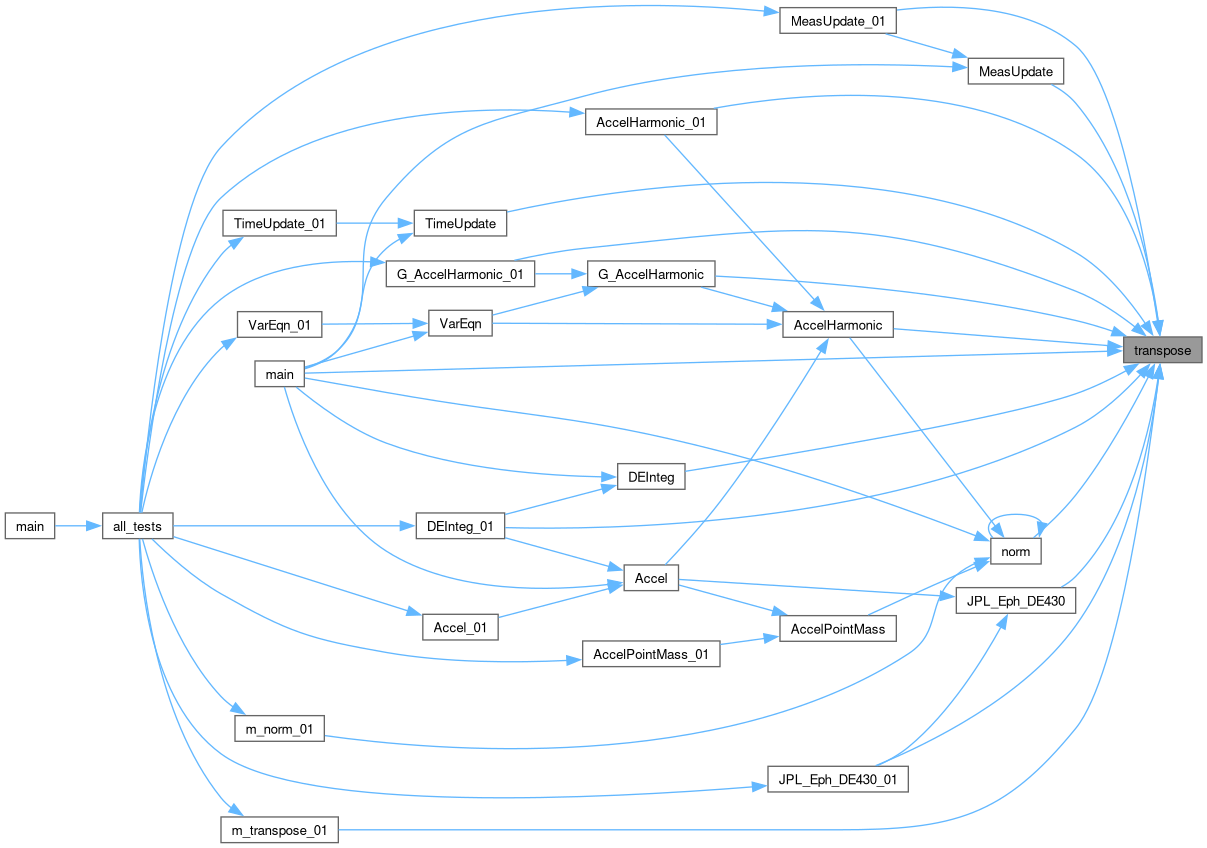 MeasUpdate_01
MeasUpdate
AccelHarmonic_01
TimeUpdate_01
TimeUpdate
G_AccelHarmonic_01
G_AccelHarmonic
VarEqn_01
VarEqn
AccelHarmonic
transpose
main
DEInteg
main
all_tests
DEInteg_01
norm
Accel
JPL_Eph_DE430
Accel_01
AccelPointMass
AccelPointMass_01
m_norm_01
JPL_Eph_DE430_01
m_transpose_01